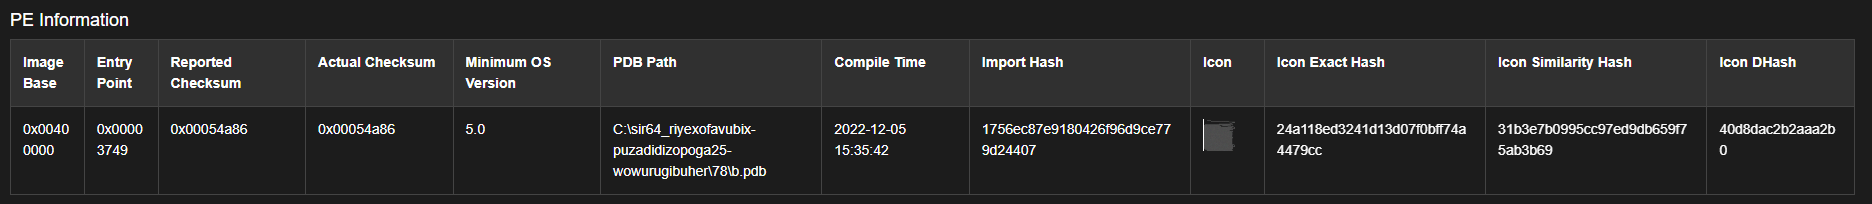 PE Information
Image Base
Entry Point
Reported Checksum
Actual Checksum
Minimum OS Version
PDB Path
Compile Time
Import Hash
Icon
Icon Exact Hash
Icon Similarity Hash
Icon DHash
0x0040
0000
0x0000
3749
0x00054a86
0x00054a86
5.0
C:\sir64_riyexofavubix-
puzadidizopoga25-
wowurugibuher\78\b.pdb
2022-12-05
15:35:42
1756ec87e9180426f96d9ce77
9d24407
24a118ed3241d13d07f0bff74a
4479cc
31b3e7b0995cc97ed9db659f7
5ab3b69
40d8dac2b2aaa2b
0